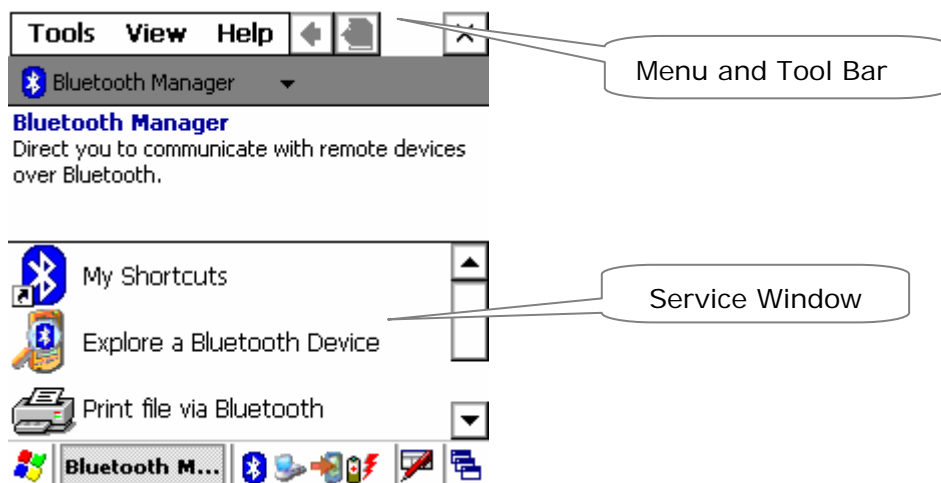 Tools View Help
Menu and Tool Bar
Bluetooth Manager
Bluetooth Manager
Direct you to communicate with remote devices
over Bluetooth.
My Shortcuts
Service Window
Explore a Bluetooth Device
Print file via Bluetooth
Bluetooth M...